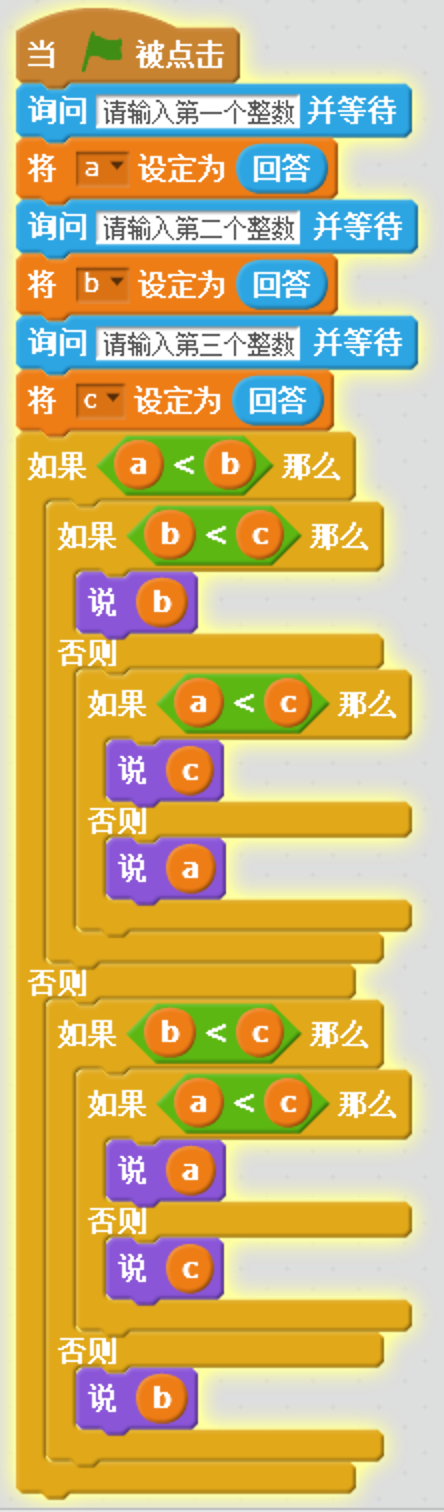 当 被点击
询问 请输入第一个整数 并等待
将 a 设定为 回答
询问 请输入第二个整数 并等待
将 b 设定为 回答
询问 请输入第三个整数 并等待
将 c 设定为 回答
如果 a < b 那么
如果 b < c 那么
说 b
否则
如果 a < c 那么
说 c
否则
说 a
否则
如果 b < c 那么
如果 a < c 那么
说 a
否则
说 c
否则
说 b